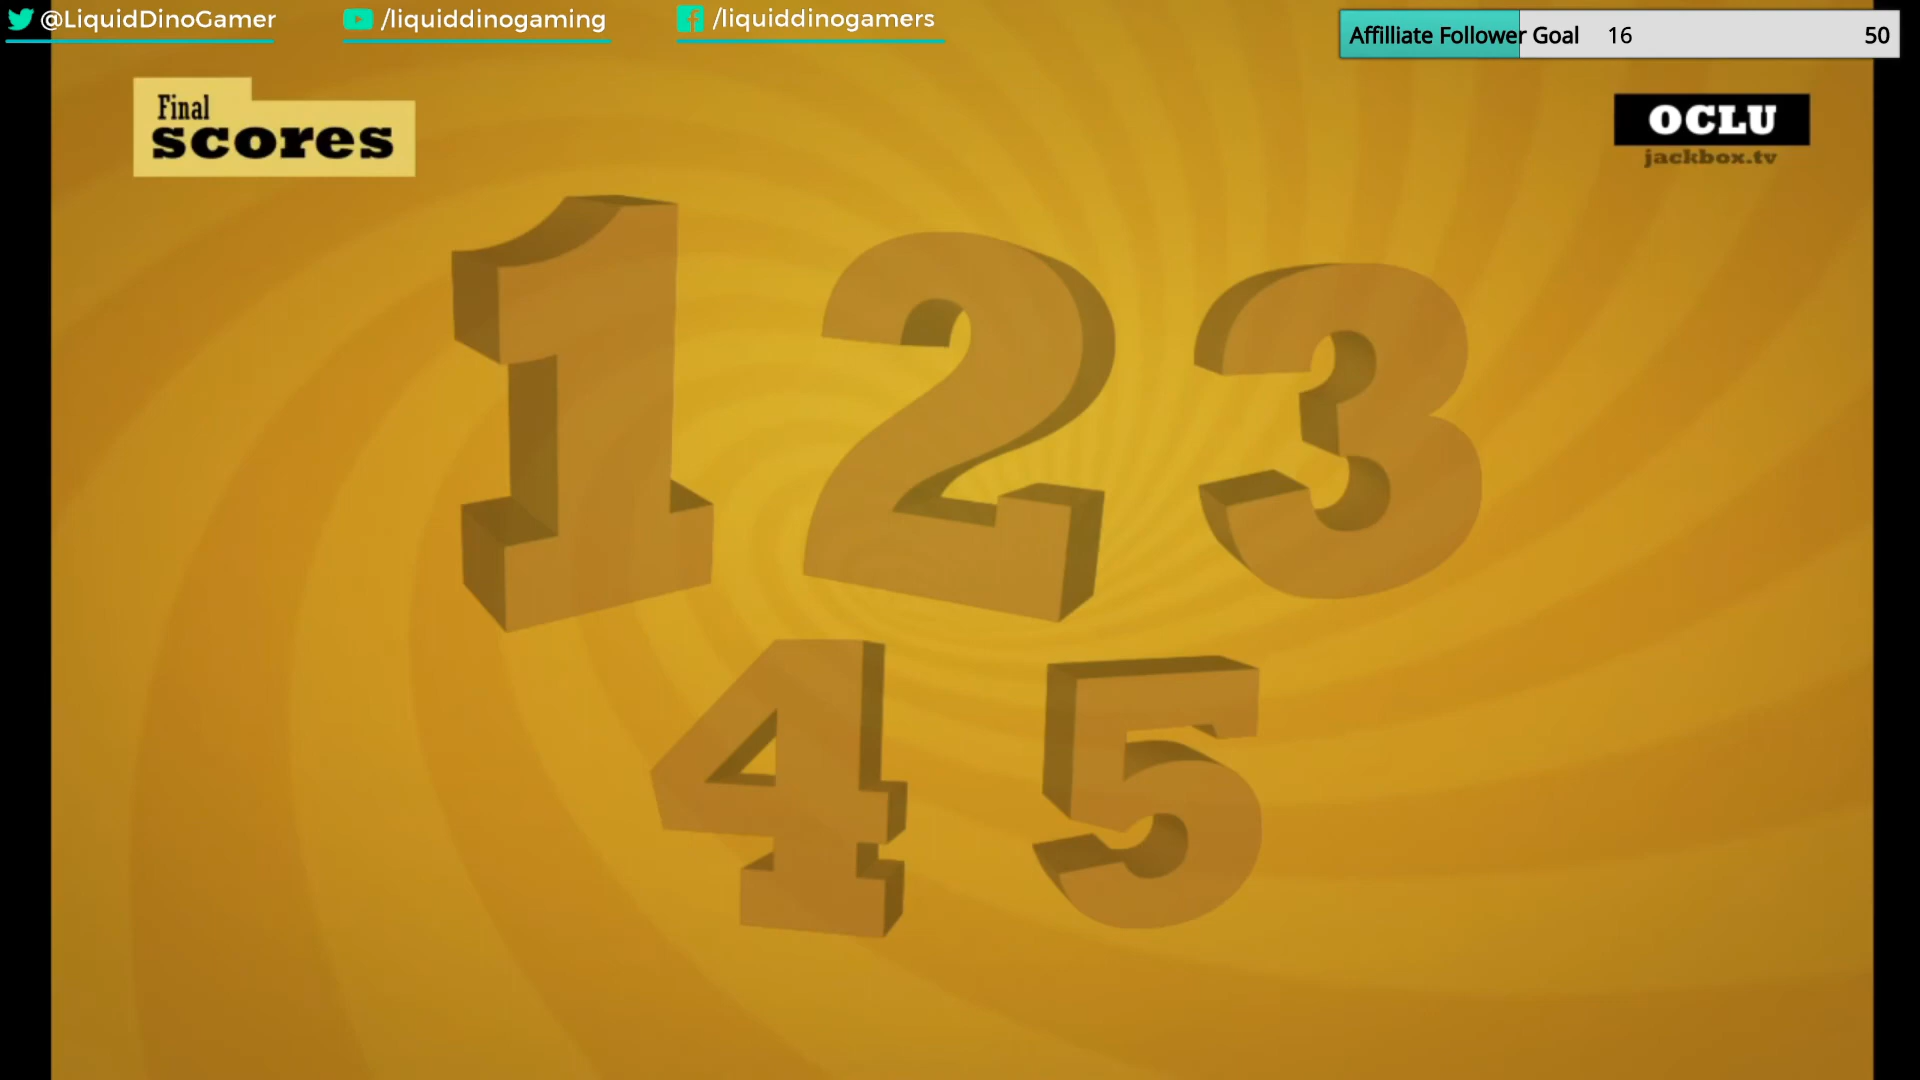 @LiquidDinoGamer /liquiddinogaming /liquiddinogamers
Affilliate Follower Goal 16 50
Final
scores
OCLU
jackbox.tv
1 2 3
4 5